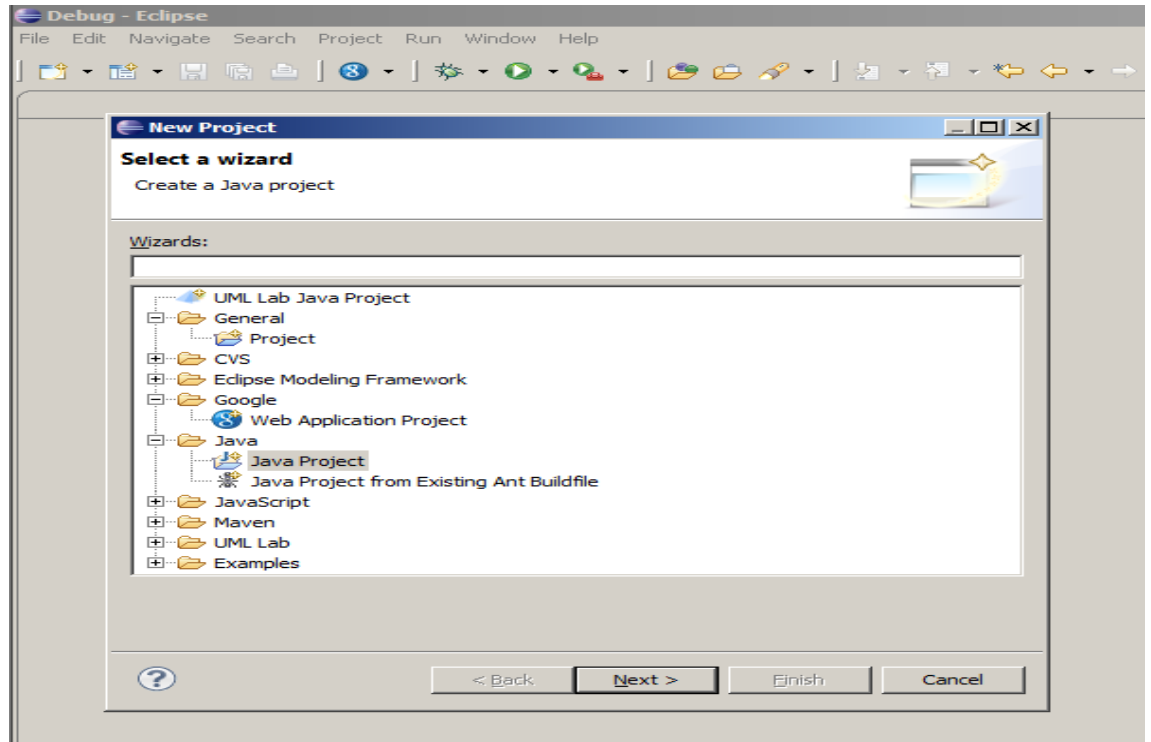 Debug - Eclipse
File Edit Navigate Search Project Run Window Help
New Project
Select a wizard
Create a Java project
Wizards:
UML Lab Java Project
General
Project
CVS
Eclipse Modeling Framework
Google
Web Application Project
Java
Java Project
Java Project from Existing Ant Buildfile
JavaScript
Maven
UML Lab
Examples
? < Back Next > Finish Cancel